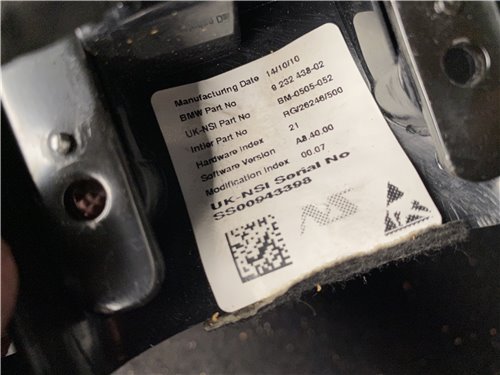 Manufacturing Date 14/10/10
BMW Part No 9 232 438-02
UK-NSI Part No BM-0505-052
Intier Part No RG/26246/500
Hardware Index 21
Software Version A8.40.00
Modification Index 00.07
UK-NSI Serial No
SS00943398